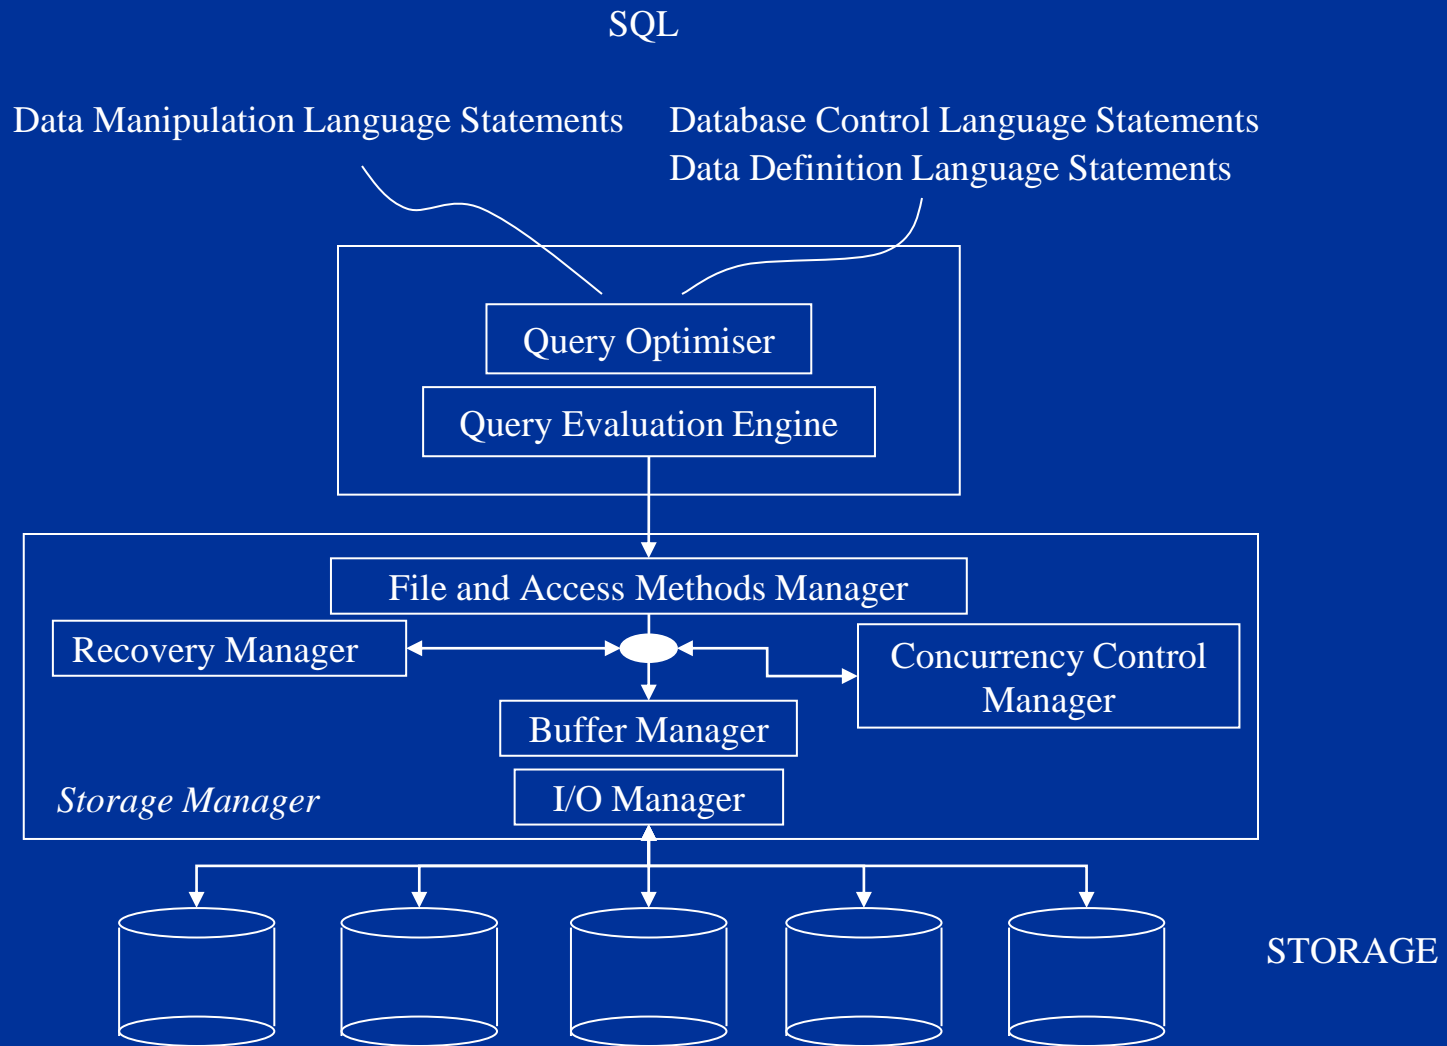 SQL
Data Manipulation Language Statements
Database Control Language Statements
Data Definition Language Statements
Query Optimiser
Query Evaluation Engine
File and Access Methods Manager
Recovery Manager
Concurrency Control
Manager
Buffer Manager
Storage Manager
I/O Manager
STORAGE